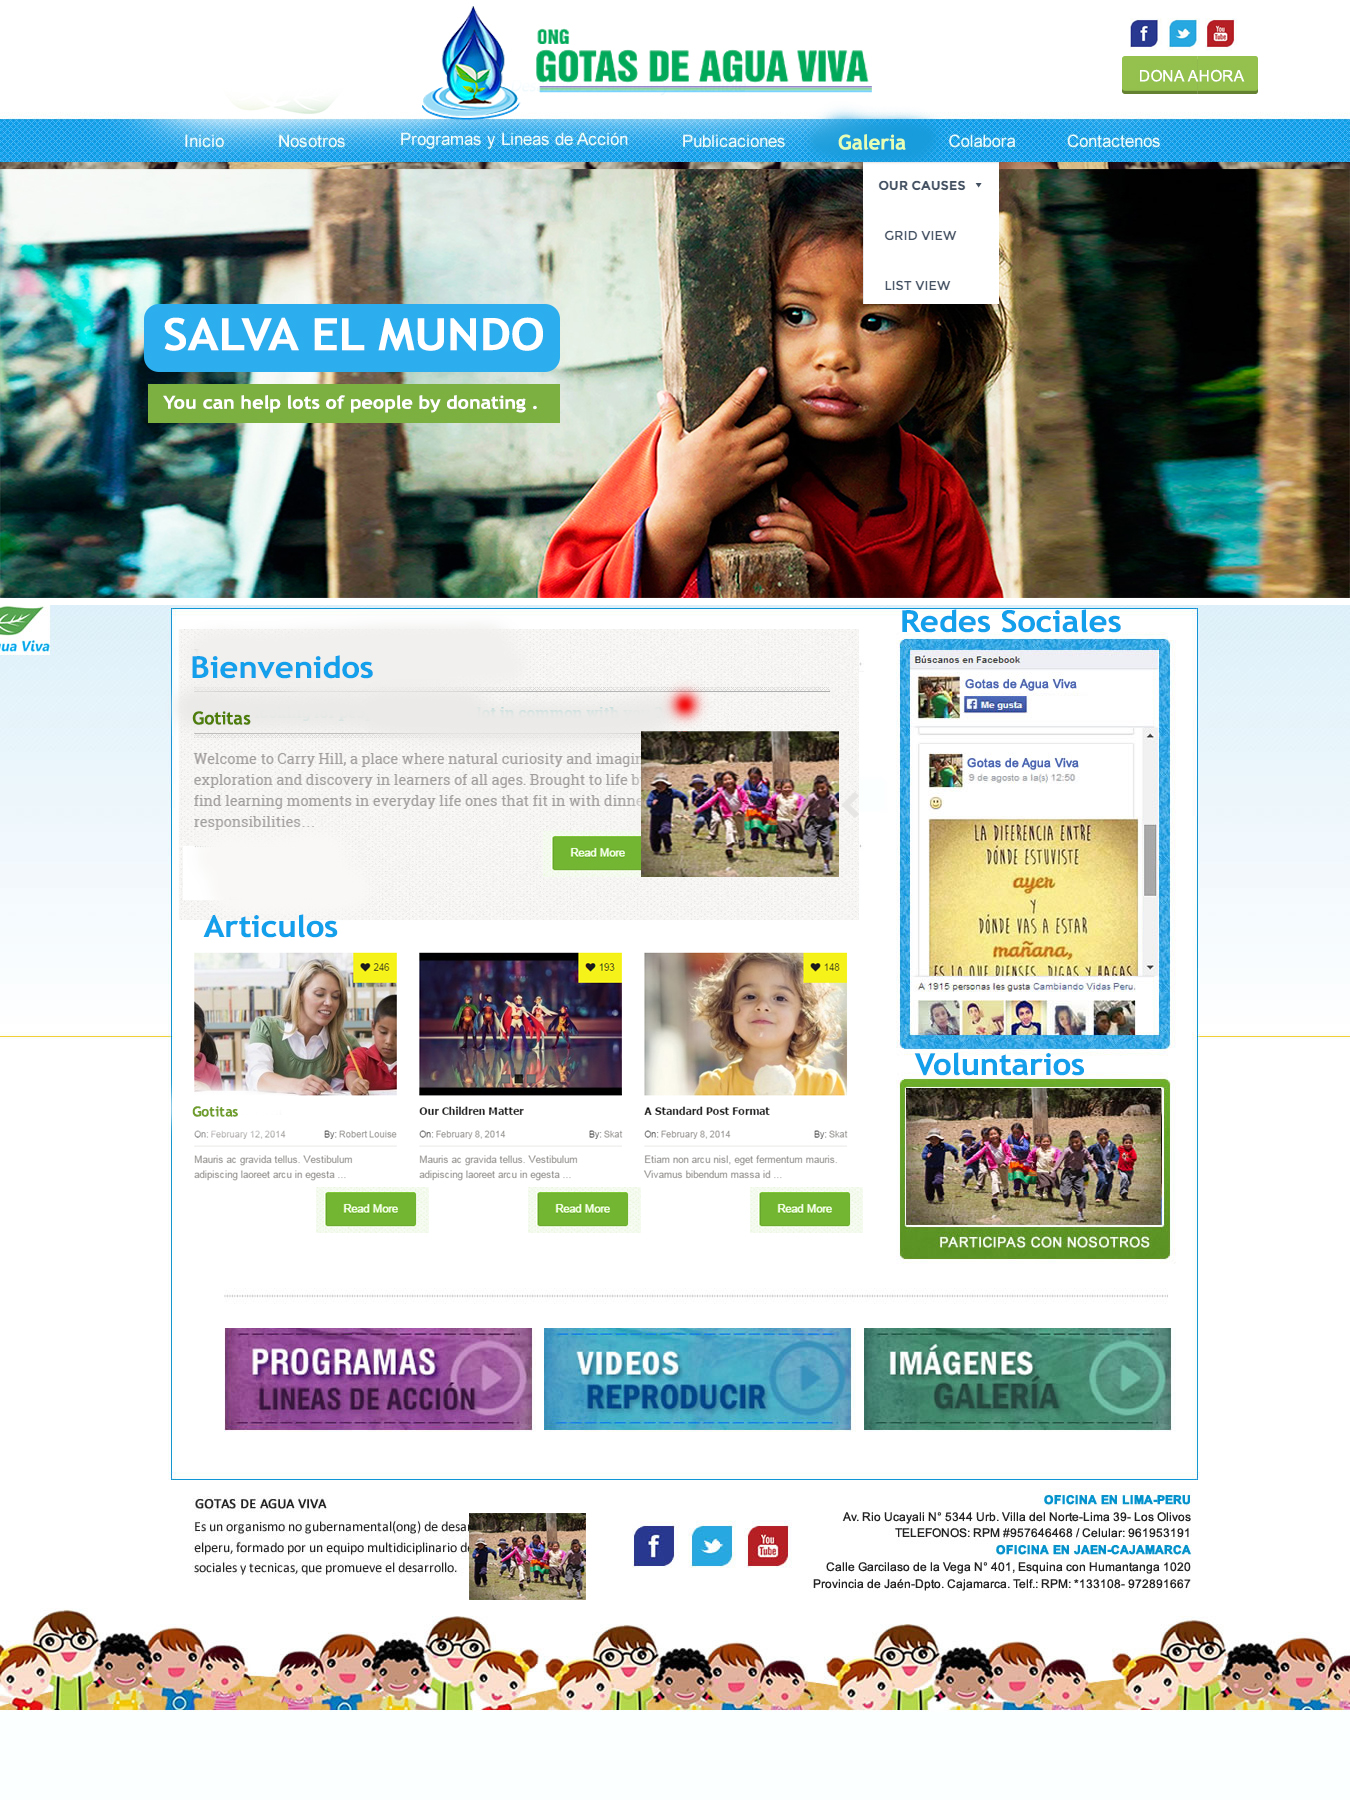 ONG
GOTAS DE AGUA VIVA
DONA AHORA
Inicio
Nosotros
Programas y Lineas de Acción
Publicaciones
Galeria
Colabora
Contactenos
OUR CAUSES
GRID VIEW
LIST VIEW
SALVA EL MUNDO
You can help lots of people by donating .
ua Viva
Bienvenidos
Gotitas
Welcome to Carry Hill, a place where natural curiosity and
exploration and discovery in learners of all ages. Brought to life
find learning moments in everyday life ones that fit in with
responsibilities…
Read More
Articulos
246
193
148
Gotitas
On: February 12, 2014 By: Robert Louise
Mauris ac gravida tellus. Vestibulum
adipiscing laoreet arcu in egesta ...
Read More
Our Children Matter
On: February 8, 2014 By: Skat
Mauris ac gravida tellus. Vestibulum
adipiscing laoreet arcu in egesta ...
Read More
A Standard Post Format
On: February 8, 2014 By: Skat
Etiam non arcu nisl, eget fermentum mauris.
Vivamus bibendum massa id ...
Read More
Redes Sociales
Búscanos en Facebook
Gotas de Agua Viva
Me gusta
Gotas de Agua Viva
9 de agosto a la(s) 12:50
LA DIFERENCIA ENTRE
DÓNDE ESTUVISTE
ayer
Y
DÓNDE VAS A ESTAR
mañana,
ES LO QUE PIENSES, DIGAS Y HAGAS
A 1915 personas les gusta Cambiando Vidas Peru.
Voluntarios
PARTICIPAS CON NOSOTROS
PROGRAMAS
LINEAS DE ACCIÓN
VIDEOS
REPRODUCIR
IMÁGENES
GALERÍA
GOTAS DE AGUA VIVA
Es un organismo no gubernamental(ong) de
elperu, formado por un equipo multidiciplinario
sociales y tecnicas, que promueve el desarrollo.
You
Tube
OFICINA EN LIMA-PERU
Av. Rio Ucayali N° 5344 Urb. Villa del Norte-Lima 39- Los Olivos
TELEFONOS: RPM #957646468 / Celular: 961953191
OFICINA EN JAEN-CAJAMARCA
Calle Garcilaso de la Vega N° 401, Esquina con Humantanga 1020
Provincia de Jaén-Dpto. Cajamarca. Telf.: RPM: *133108- 972891667